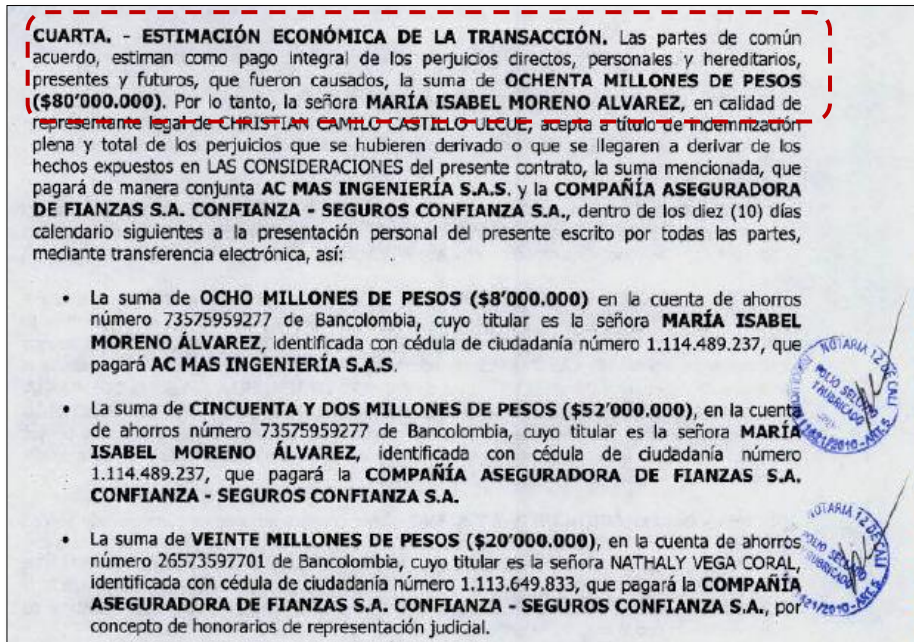 CUARTA. - ESTIMACIÓN ECONÓMICA DE LA TRANSACCIÓN. Las partes de común
acuerdo, estiman como pago integral de los perjuicios directos, personales y hereditarios,
presentes y futuros, que fueron causados, la suma de OCHENTA MILLONES DE PESOS
($80'000.000). Por lo tanto, la señora MARÍA ISABEL MORENO ALVAREZ, en calidad de
representante legal de CHRISTIAN CAMILO CASTILLO ULCUE, acepta a título de indemnización
plena y total de los perjuicios que se hubieren derivado o que se llegaren a derivar de los
hechos expuestos en LAS CONSIDERACIONES del presente contrato, la suma mencionada, que
pagará de manera conjunta AC MAS INGENIERÍA S.A.S. y la COMPAÑÍA ASEGURADORA
DE FIANZAS S.A. CONFIANZA - SEGUROS CONFIANZA S.A., dentro de los diez (10) días
calendario siguientes a la presentación personal del presente escrito por todas las partes,
mediante transferencia electrónica, así:
• La suma de OCHO MILLONES DE PESOS ($8'000.000) en la cuenta de ahorros
número 73575959277 de Bancolombia, cuyo titular es la señora MARÍA ISABEL
MORENO ÁLVAREZ, identificada con cédula de ciudadanía número 1.114.489.237, que
pagará AC MAS INGENIERÍA S.A.S.
• La suma de CINCUENTA Y DOS MILLONES DE PESOS ($52'000.000), en la cuenta
de ahorros número 73575959277 de Bancolombia, cuyo titular es la señora MARÍA
ISABEL MORENO ÁLVAREZ, identificada con cédula de ciudadanía número
1.114.489.237, que pagará la COMPAÑÍA ASEGURADORA DE FIANZAS S.A.
CONFIANZA - SEGUROS CONFIANZA S.A.
• La suma de VEINTE MILLONES DE PESOS ($20'000.000), en la cuenta de ahorros
número 26573597701 de Bancolombia, cuyo titular es la señora NATHALY VEGA CORAL,
identificada con cédula de ciudadanía número 1.113.649.833, que pagará la COMPAÑÍA
ASEGURADORA DE FIANZAS S.A. CONFIANZA - SEGUROS CONFIANZA S.A., por
concepto de honorarios de representación judicial.
NOTARIA 12 DE CALI
FOLIO SELLADO
Y RUBRICADO
NOTARIA 12 DE CALI